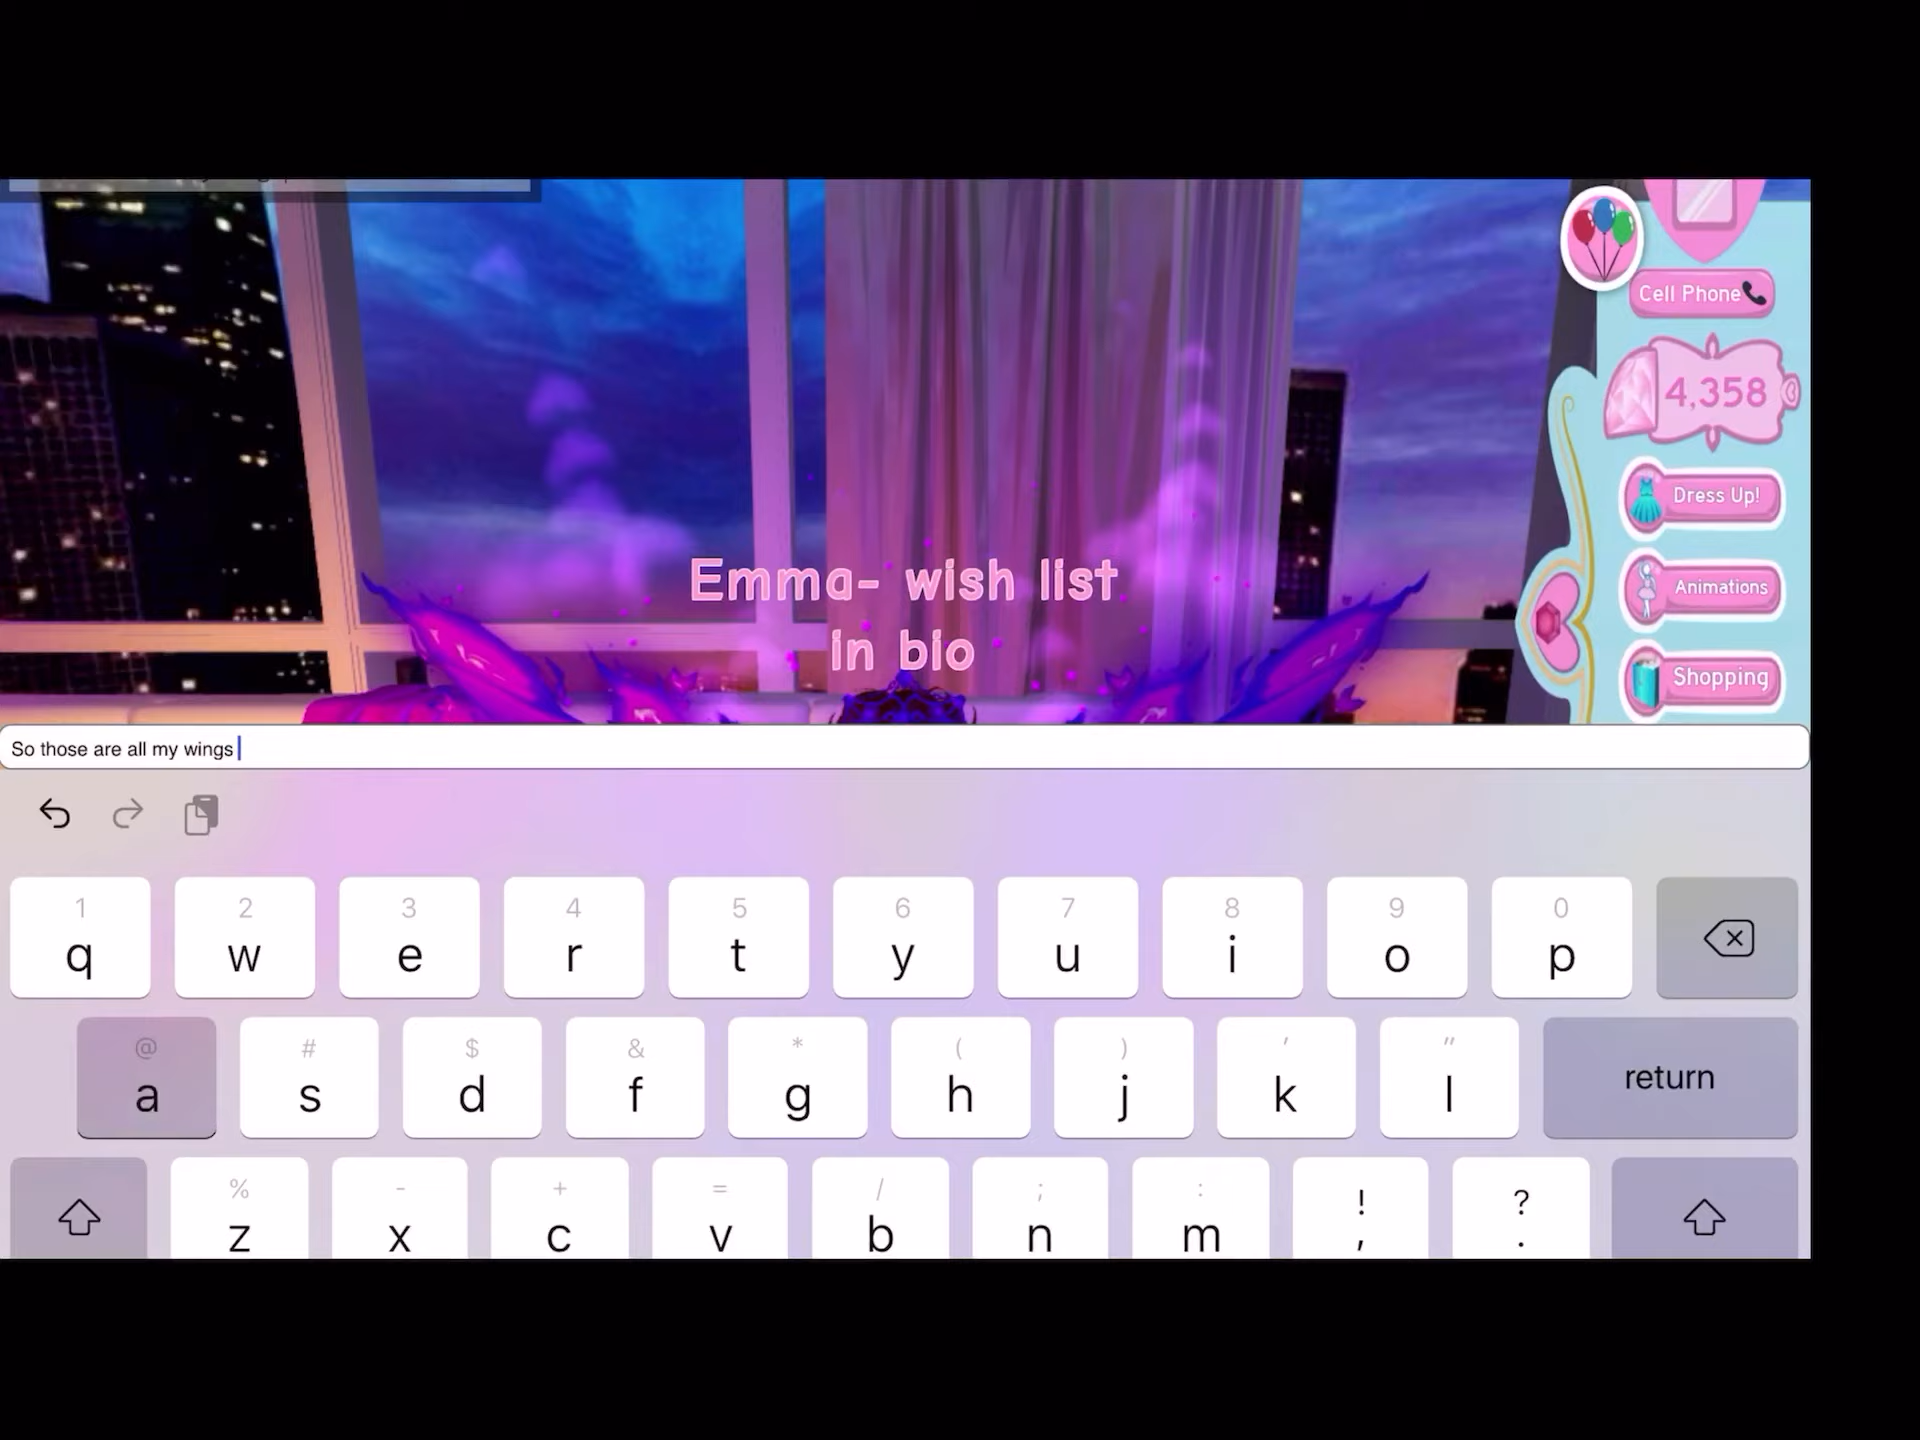 Cell Phone
4,358
Dress Up!
Animations
Shopping
Emma- wish list
in bio
So those are all my wings
1 2 3 4 5 6 7 8 9 0
q w e r t y u i o p
@ # $ & * ( ) ' "
a s d f g h j k l return
% - + = / ; : ! ?
z x c v b n m , .